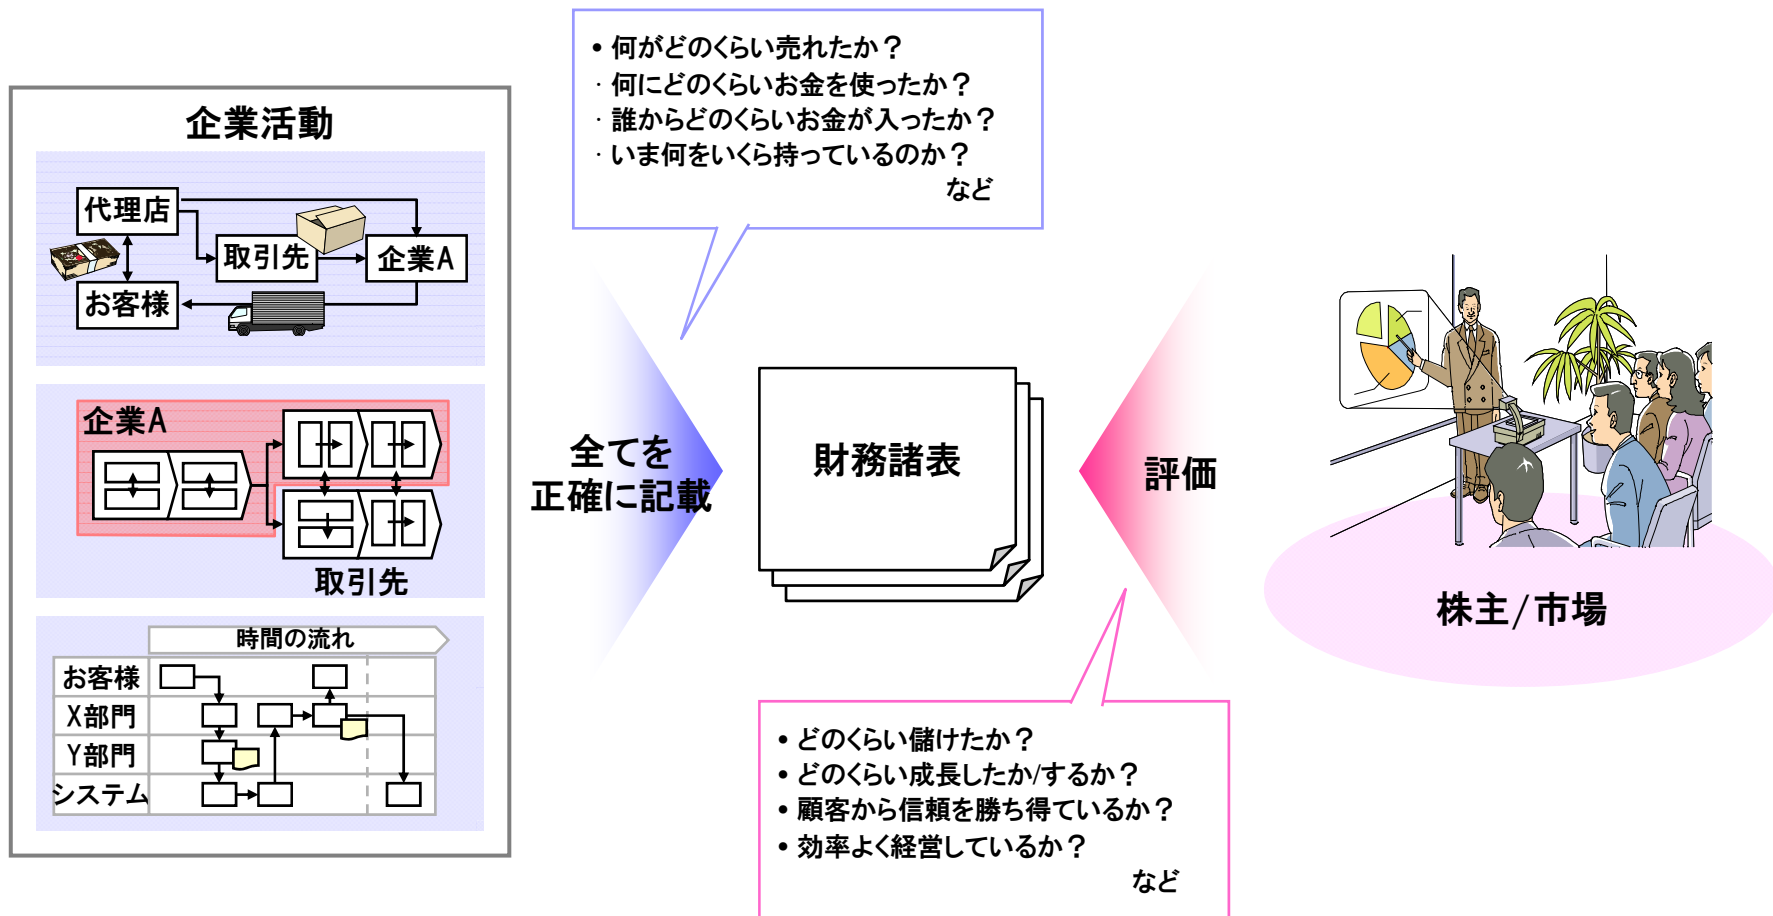 • 何がどのくらい売れたか？
・何にどのくらいお金を使ったか？
・誰からどのくらいお金が入ったか？
・いま何をいくら持っているのか？
など
企業活動
代理店
取引先
企業A
お客様
企業A
取引先
時間の流れ
お客様
X部門
Y部門
システム
全てを
正確に記載
財務諸表
評価
株主/市場
• どのくらい儲けたか？
• どのくらい成長したか/するか？
• 顧客から信頼を勝ち得ているか？
• 効率よく経営しているか？
など